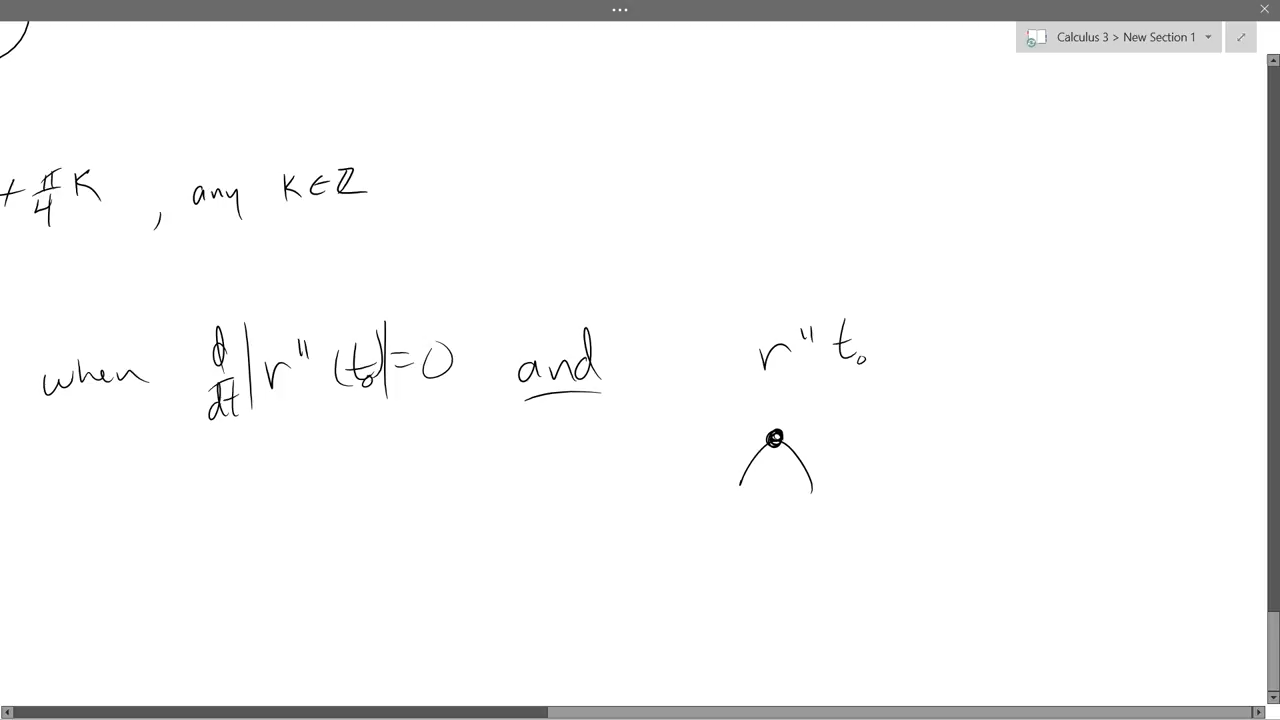 Calculus 3 > New Section 1
+ π/4 K , any K ∈ ℤ
when d/dt |r'' (t₀)| = 0 and r'' t₀